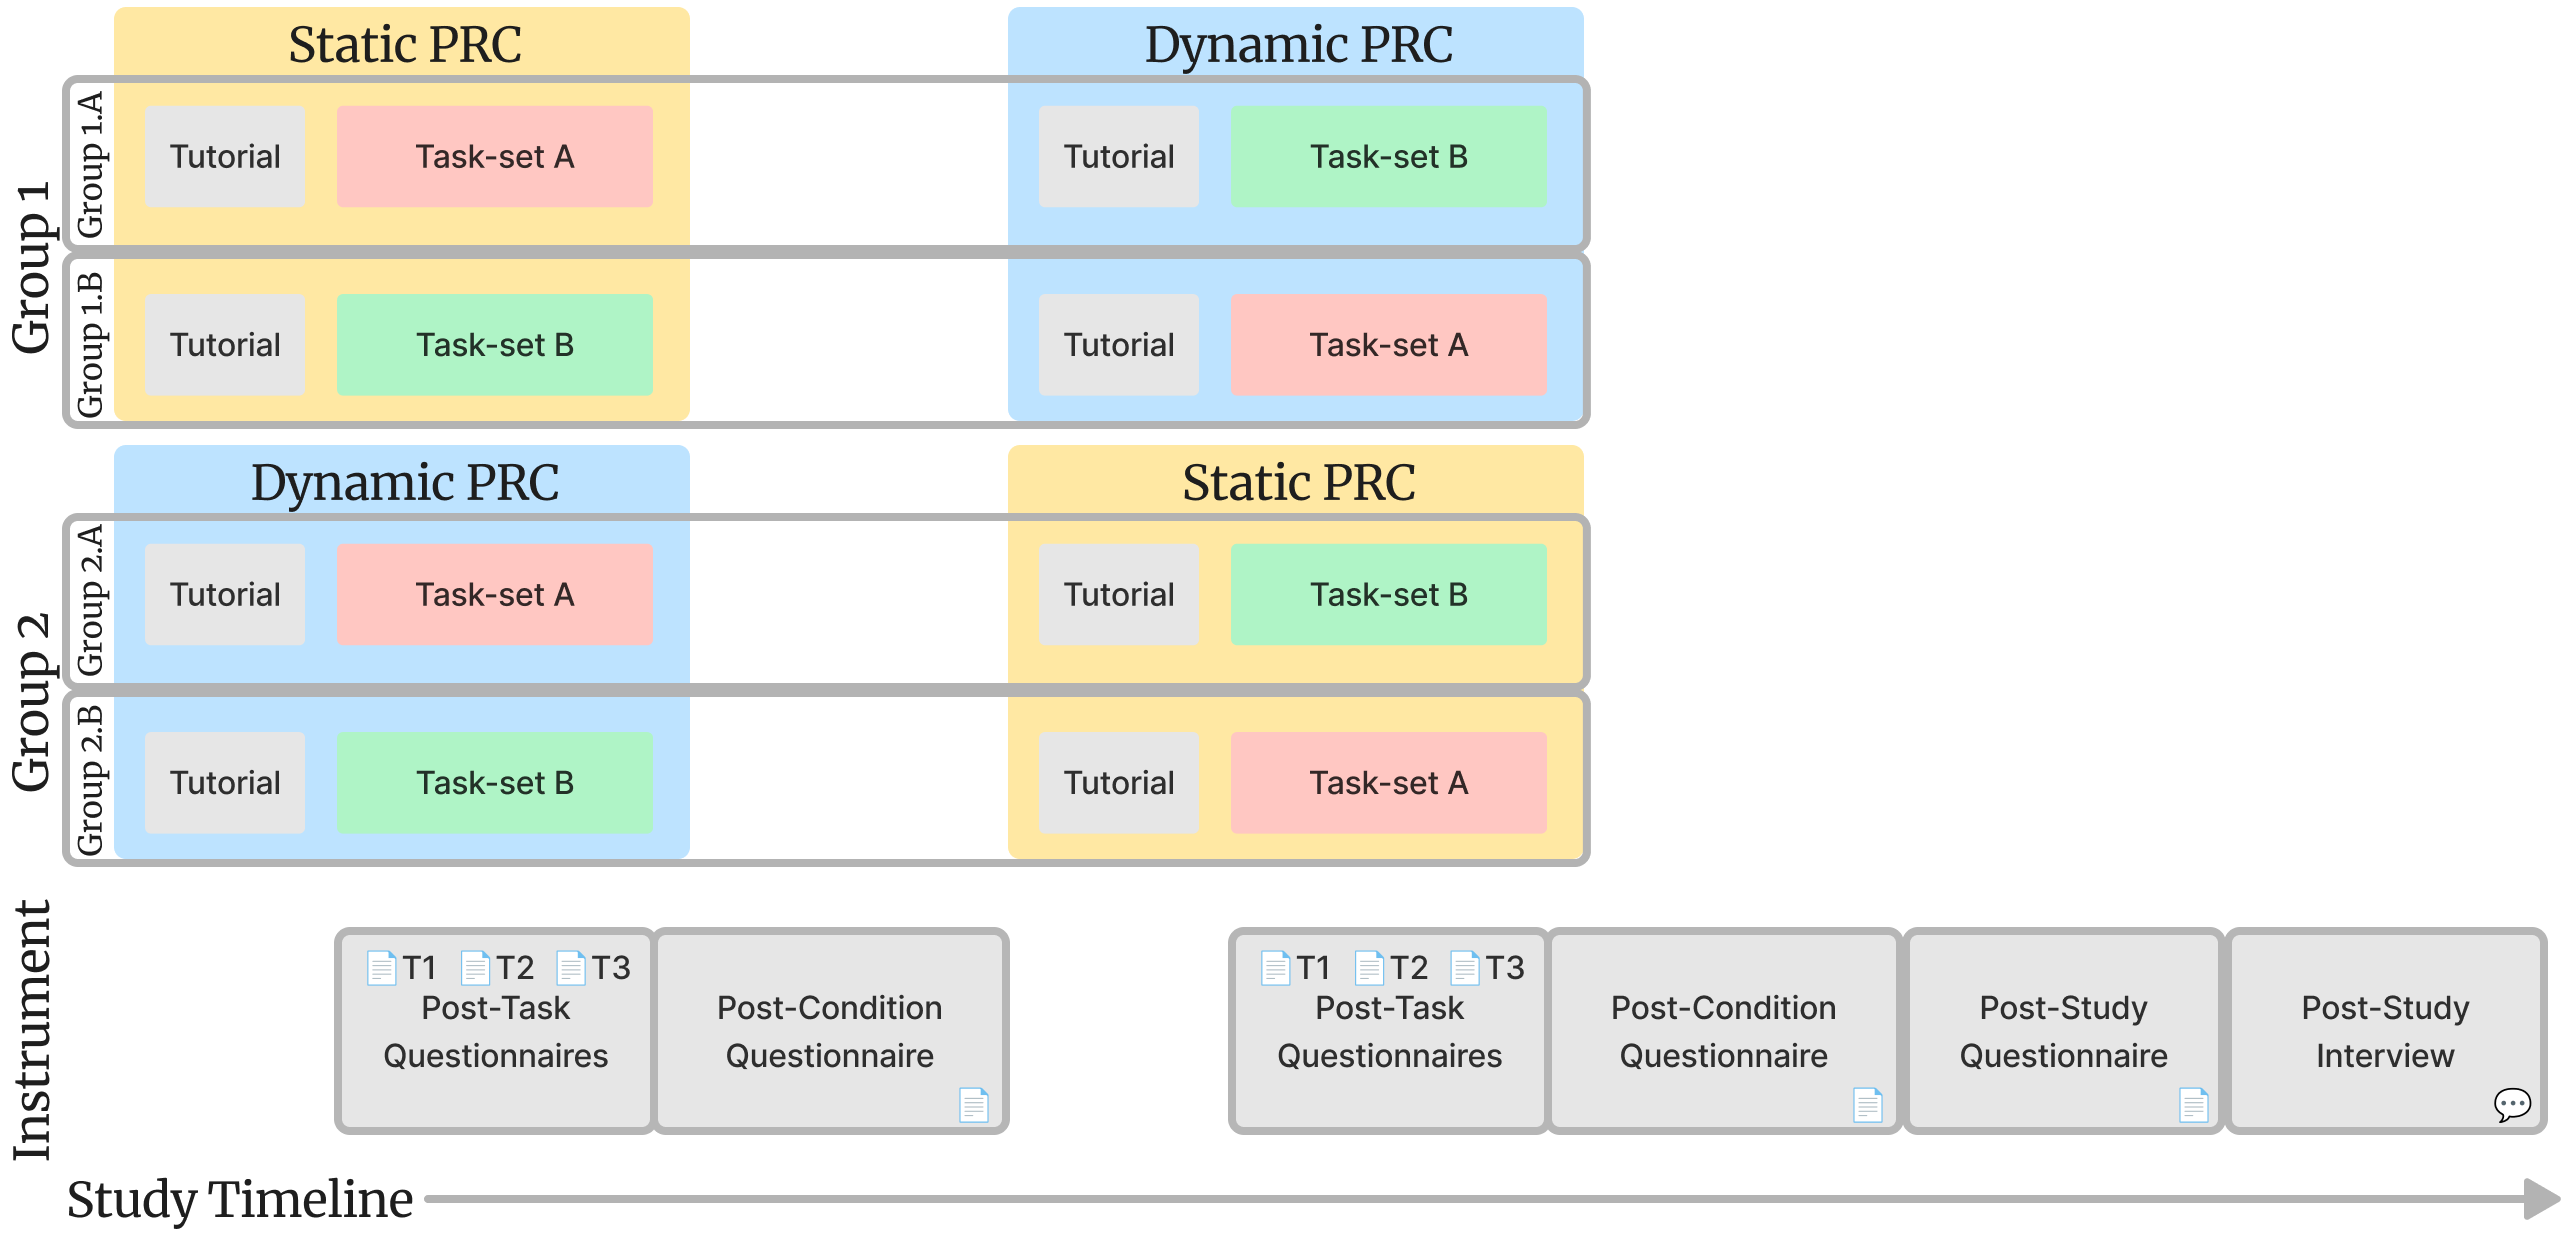 Static PRC
Dynamic PRC
Group 1
Group 1.A
Tutorial
Task-set A
Tutorial
Task-set B
Group 1.B
Tutorial
Task-set B
Tutorial
Task-set A
Dynamic PRC
Static PRC
Group 2
Group 2.A
Tutorial
Task-set A
Tutorial
Task-set B
Group 2.B
Tutorial
Task-set B
Tutorial
Task-set A
Instrument
T1 T2 T3
Post-Task
Questionnaires
Post-Condition
Questionnaire
T1 T2 T3
Post-Task
Questionnaires
Post-Condition
Questionnaire
Post-Study
Questionnaire
Post-Study
Interview
Study Timeline